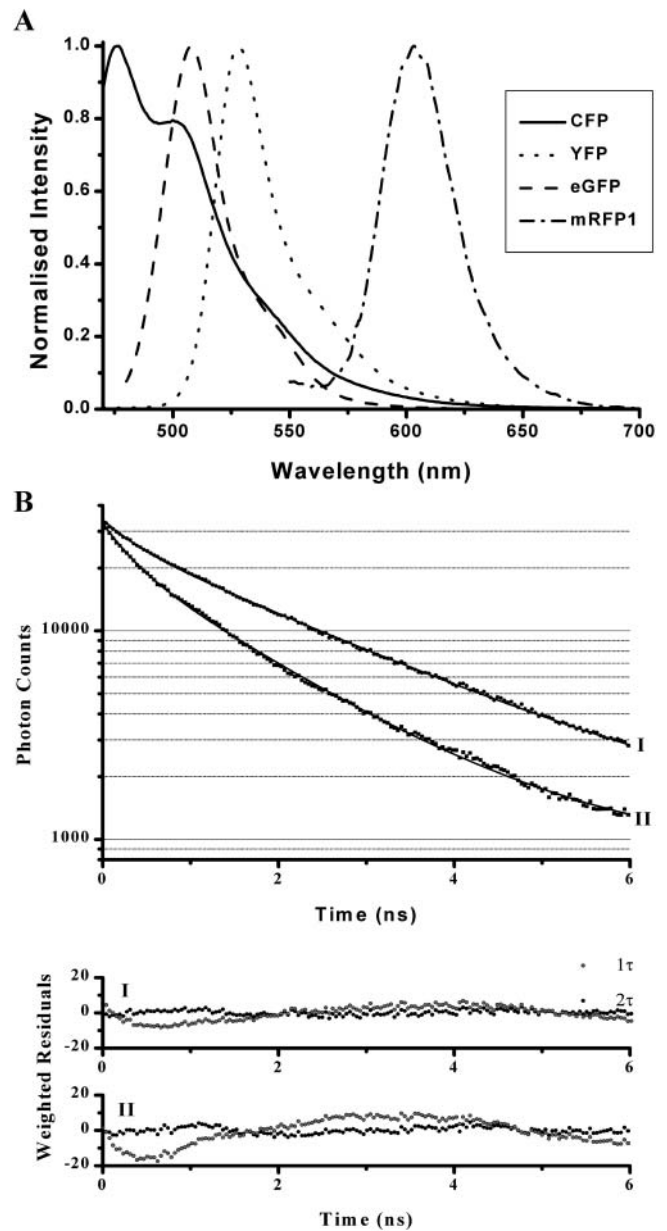 A
Normalised Intensity
1.0
0.8
0.6
0.4
0.2
0.0
CFP
YFP
eGFP
mRFP1
500 550 600 650 700
Wavelength (nm)
B
Photon Counts
10000
1000
I
II
0 2 4 6
Time (ns)
Weighted Residuals
20
0
-20
I
1τ
2τ
0 2 4 6
20
0
-20
II
0 2 4 6
Time (ns)